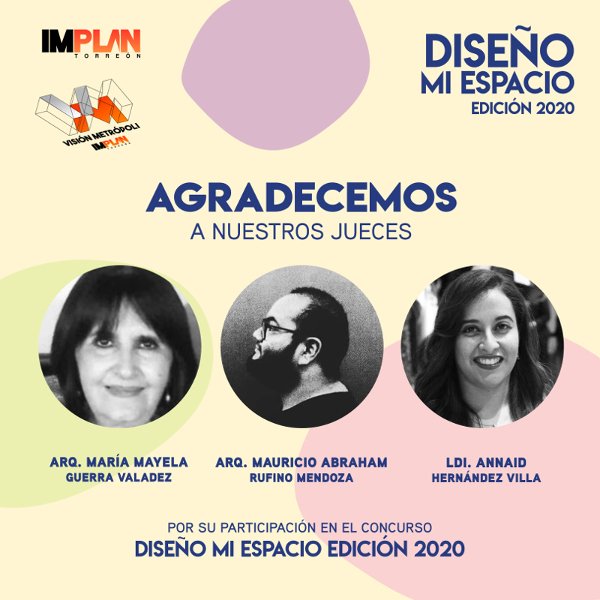 IMPLAN
TORREÓN
DISEÑO
MI ESPACIO
EDICIÓN 2020
VISIÓN METRÓPOLI
IMPLAN
AGRADECEMOS
A NUESTROS JUECES
ARQ. MARÍA MAYELA
GUERRA VALADEZ
ARQ. MAURICIO ABRAHAM
RUFINO MENDOZA
LDI. ANNAID
HERNÁNDEZ VILLA
POR SU PARTICIPACIÓN EN EL CONCURSO
DISEÑO MI ESPACIO EDICIÓN 2020